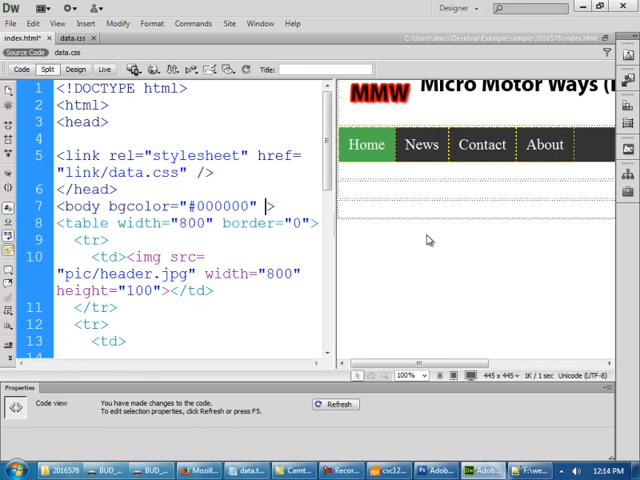 Dw
Designer
File Edit View Insert Modify Format Commands Site Window Help
index.html* × data.css
C:\Users\dmics\Desktop\Example\sample\2016578\index.html
Source Code data.css
Code Split Design Live Title:
1 <!DOCTYPE html>
2 <html>
3 <head>
4
5 <link rel="stylesheet" href=
"link/data.css" />
6 </head>
7 <body bgcolor="#000000" >
8 <table width="800" border="0">
9 <tr>
10 <td><img src=
"pic/header.jpg" width="800"
height="100"></td>
11 </tr>
12 <tr>
13 <td>
MMW Micro Motor Ways (
Home News Contact About
100% 445 x 445 1K / 1 sec Unicode (UTF-8)
Properties
Code view
You have made changes to the code.
To edit selection properties, click Refresh or press F5.
Refresh
2016578 BUD_... BUD_... Mozill... data.t... Camt... Recor... csc12... Adob... Adob... F:\we... 12:14 PM